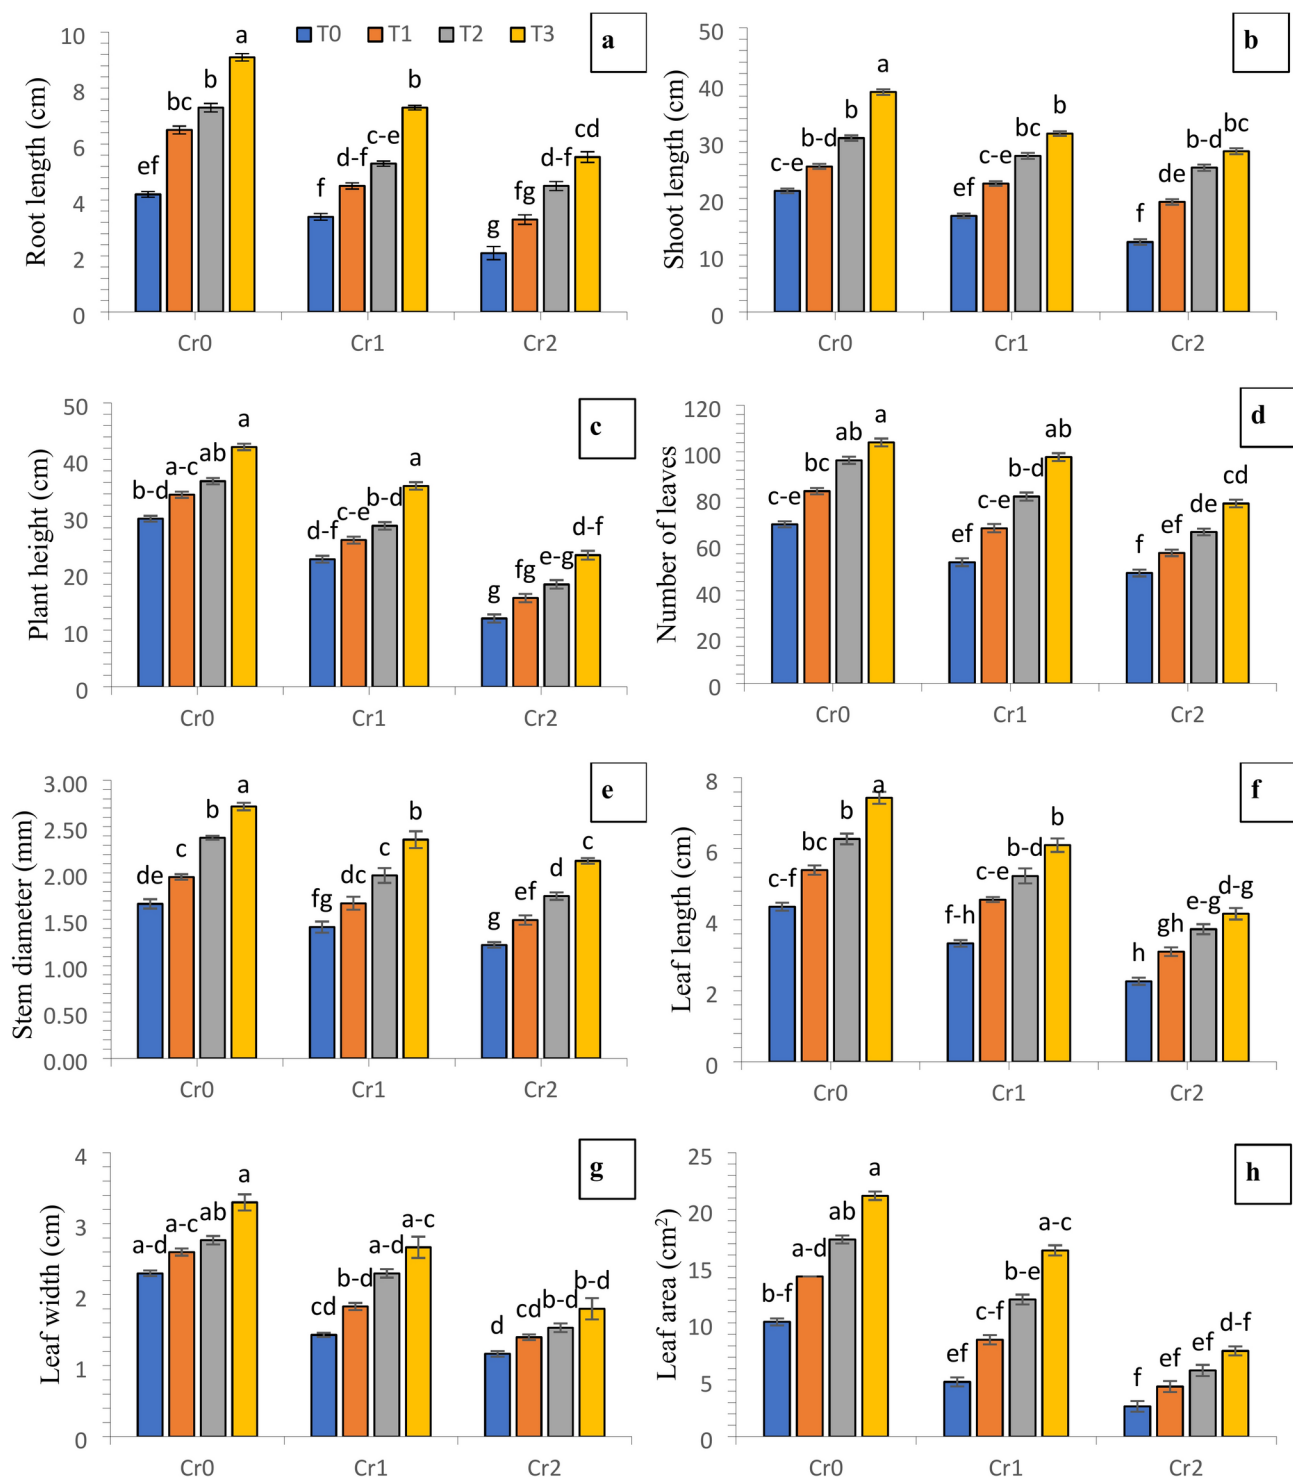 T0 T1 T2 T3
a
Root length (cm)
10
8
6
4
2
0
ef bc b a
f d-f c-e b
g fg d-f cd
Cr0 Cr1 Cr2
b
Shoot length (cm)
50
40
30
20
10
0
c-e b-d b a
ef c-e bc b
f de b-d bc
Cr0 Cr1 Cr2
c
Plant height (cm)
50
40
30
20
10
0
b-d a-c ab a
d-f c-e b-d a
g fg e-g d-f
Cr0 Cr1 Cr2
d
Number of leaves
120
100
80
60
40
20
0
c-e bc ab a
ef c-e b-d ab
f ef de cd
Cr0 Cr1 Cr2
e
Stem diameter (mm)
3.00
2.50
2.00
1.50
1.00
0.50
0.00
de c b a
fg dc c b
g ef d c
Cr0 Cr1 Cr2
f
Leaf length (cm)
8
6
4
2
0
c-f bc b a
f-h c-e b-d b
h gh e-g d-g
Cr0 Cr1 Cr2
g
Leaf width (cm)
4
3
2
1
0
a-d a-c ab a
cd b-d a-d a-c
d cd b-d b-d
Cr0 Cr1 Cr2
h
Leaf area (cm²)
25
20
15
10
5
0
b-f a-d ab a
ef c-f b-e a-c
f ef ef d-f
Cr0 Cr1 Cr2